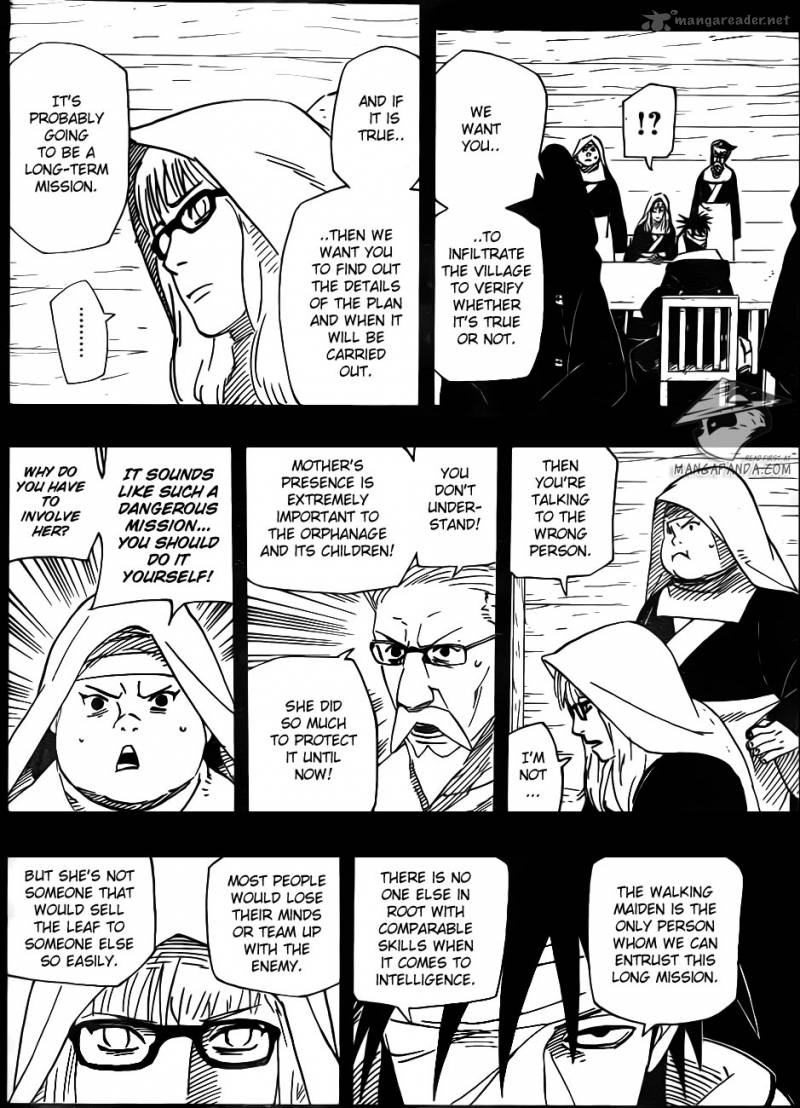 mangareader.net
WE
WANT
YOU..
!?
..TO
INFILTRATE
THE VILLAGE
TO VERIFY
WHETHER
IT'S TRUE
OR NOT.
AND IF
IT IS
TRUE..
..THEN WE
WANT YOU
TO FIND OUT
THE DETAILS
OF THE PLAN
AND WHEN IT
WILL BE
CARRIED
OUT.
IT'S
PROBABLY
GOING
TO BE A
LONG-TERM
MISSION.
........
READ FIRST AT
MANGAPANDA.COM
THEN
YOU'RE
TALKING
TO THE
WRONG
PERSON.
I'M
NOT
...
YOU
DON'T
UNDER-
STAND!
MOTHER'S
PRESENCE IS
EXTREMELY
IMPORTANT TO
THE ORPHANAGE
AND ITS
CHILDREN!
SHE DID
SO MUCH
TO PROTECT
IT UNTIL
NOW!
IT SOUNDS
LIKE SUCH A
DANGEROUS
MISSION...
YOU SHOULD
DO IT
YOURSELF!
WHY DO
YOU HAVE
TO
INVOLVE
HER?
THE WALKING
MAIDEN IS THE
ONLY PERSON
WHOM WE CAN
ENTRUST THIS
LONG MISSION.
THERE IS NO
ONE ELSE IN
ROOT WITH
COMPARABLE
SKILLS WHEN
IT COMES TO
INTELLIGENCE.
MOST PEOPLE
WOULD LOSE
THEIR MINDS
OR TEAM UP
WITH THE
ENEMY.
BUT SHE'S NOT
SOMEONE THAT
WOULD SELL
THE LEAF TO
SOMEONE ELSE
SO EASILY.